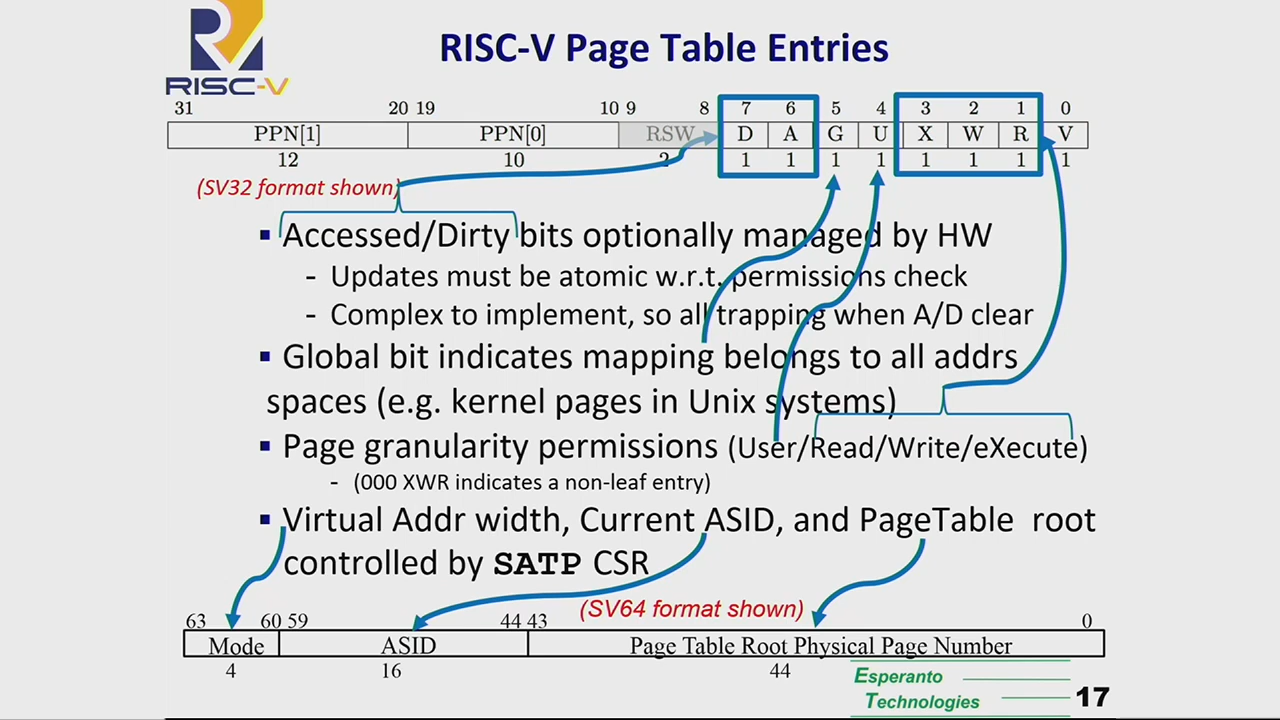 RISC-V
RISC-V Page Table Entries
31 20 19 10 9 8 7 6 5 4 3 2 1 0
PPN[1] PPN[0] RSW D A G U X W R V
12 10 2 1 1 1 1 1 1 1 1
(SV32 format shown)
▪ Accessed/Dirty bits optionally managed by HW
- Updates must be atomic w.r.t. permissions check
- Complex to implement, so all trapping when A/D clear
▪ Global bit indicates mapping belongs to all addrs
spaces (e.g. kernel pages in Unix systems)
▪ Page granularity permissions (User/Read/Write/eXecute)
- (000 XWR indicates a non-leaf entry)
▪ Virtual Addr width, Current ASID, and PageTable root
controlled by SATP CSR
(SV64 format shown)
63 60 59 44 43 0
Mode ASID Page Table Root Physical Page Number
4 16 44
Esperanto
Technologies
17